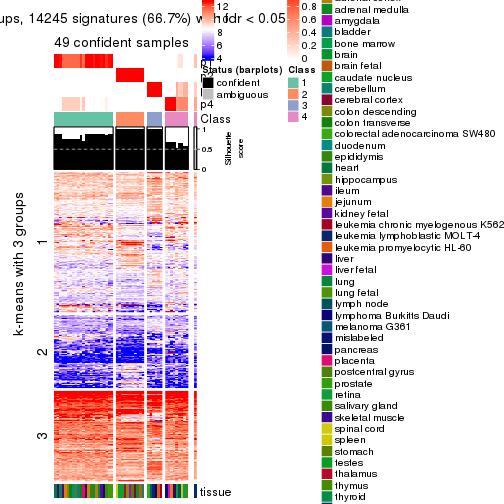 ups, 14245 signatures (66.7%) with fdr < 0.05
49 confident samples
p4
Class
1
0.5
0
Silhouette
score
k-means with 3 groups
1
2
3
tissue
12
10
8
6
4
Status (barplots)
confident
ambiguous
0.8
0.6
0.4
0.2
0
Class
1
2
3
4
adrenal medulla
amygdala
bladder
bone marrow
brain
brain fetal
caudate nucleus
cerebellum
cerebral cortex
colon descending
colon transverse
colorectal adenocarcinoma SW480
duodenum
epididymis
heart
hippocampus
ileum
jejunum
kidney fetal
leukemia chronic myelogenous K562
leukemia lymphoblastic MOLT-4
leukemia promyelocytic HL-60
liver
liver fetal
lung
lung fetal
lymph node
lymphoma Burkitts Daudi
melanoma G361
mislabeled
pancreas
placenta
postcentral gyrus
prostate
retina
salivary gland
skeletal muscle
spinal cord
spleen
stomach
testes
thalamus
thymus
thyroid